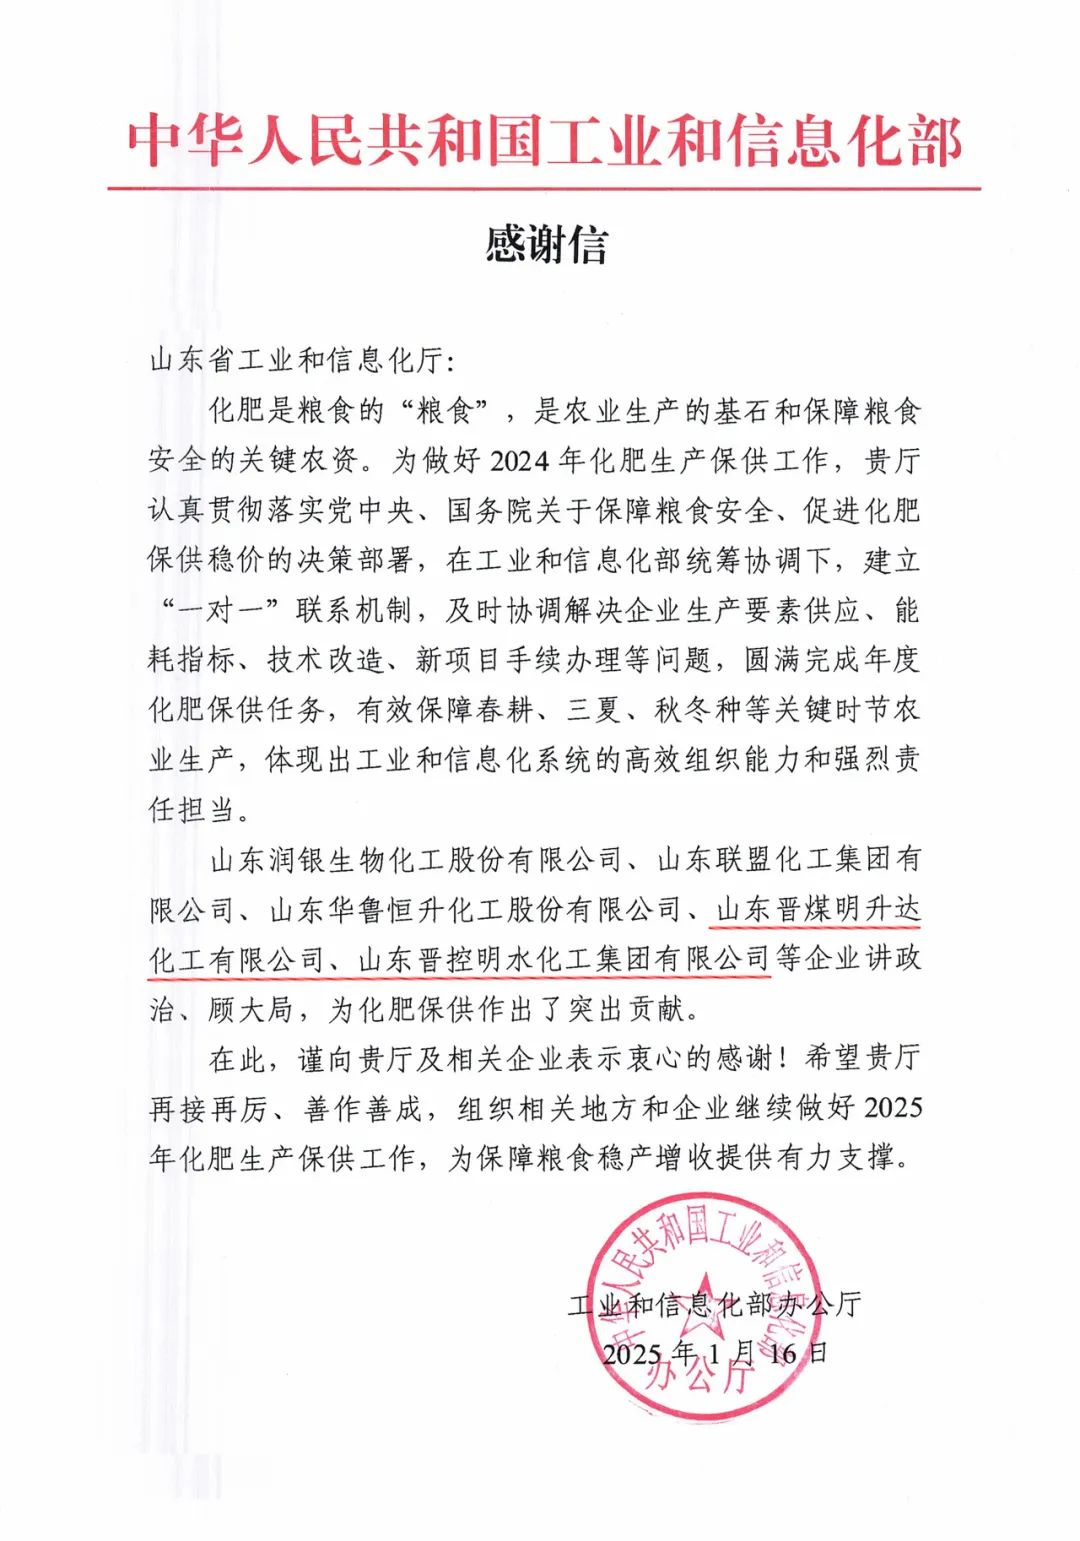 中华人民共和国工业和信息化部
感谢信
山东省工业和信息化厅：
化肥是粮食的“粮食”，是农业生产的基石和保障粮食
安全的关键农资。为做好2024年化肥生产保供工作，贵厅
认真贯彻落实党中央、国务院关于保障粮食安全、促进化肥
保供稳价的决策部署，在工业和信息化部统筹协调下，建立
“一对一”联系机制，及时协调解决企业生产要素供应、能
耗指标、技术改造、新项目手续办理等问题，圆满完成年度
化肥保供任务，有效保障春耕、三夏、秋冬种等关键时节农
业生产，体现出工业和信息化系统的高效组织能力和强烈责
任担当。
山东润银生物化工股份有限公司、山东联盟化工集团有
限公司、山东华鲁恒升化工股份有限公司、山东晋煤明升达
化工有限公司、山东晋控明水化工集团有限公司等企业讲政
治、顾大局，为化肥保供作出了突出贡献。
在此，谨向贵厅及相关企业表示衷心的感谢！希望贵厅
再接再厉、善作善成，组织相关地方和企业继续做好2025
年化肥生产保供工作，为保障粮食稳产增收提供有力支撑。
工业和信息化部办公厅
2025年1月16日
中华人民共和国工业和信息化部
办公厅